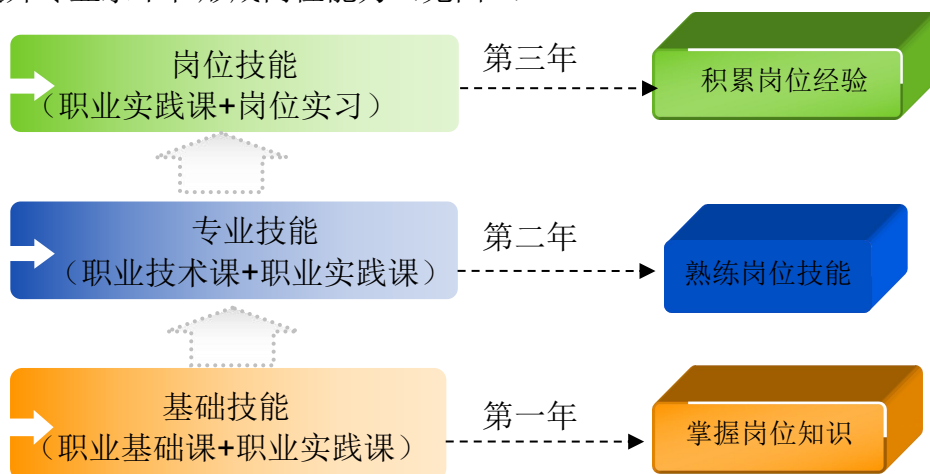 岗位技能
（职业实践课+岗位实习）
第三年
积累岗位经验
专业技能
（职业技术课+职业实践课）
第二年
熟练岗位技能
基础技能
（职业基础课+职业实践课）
第一年
掌握岗位知识